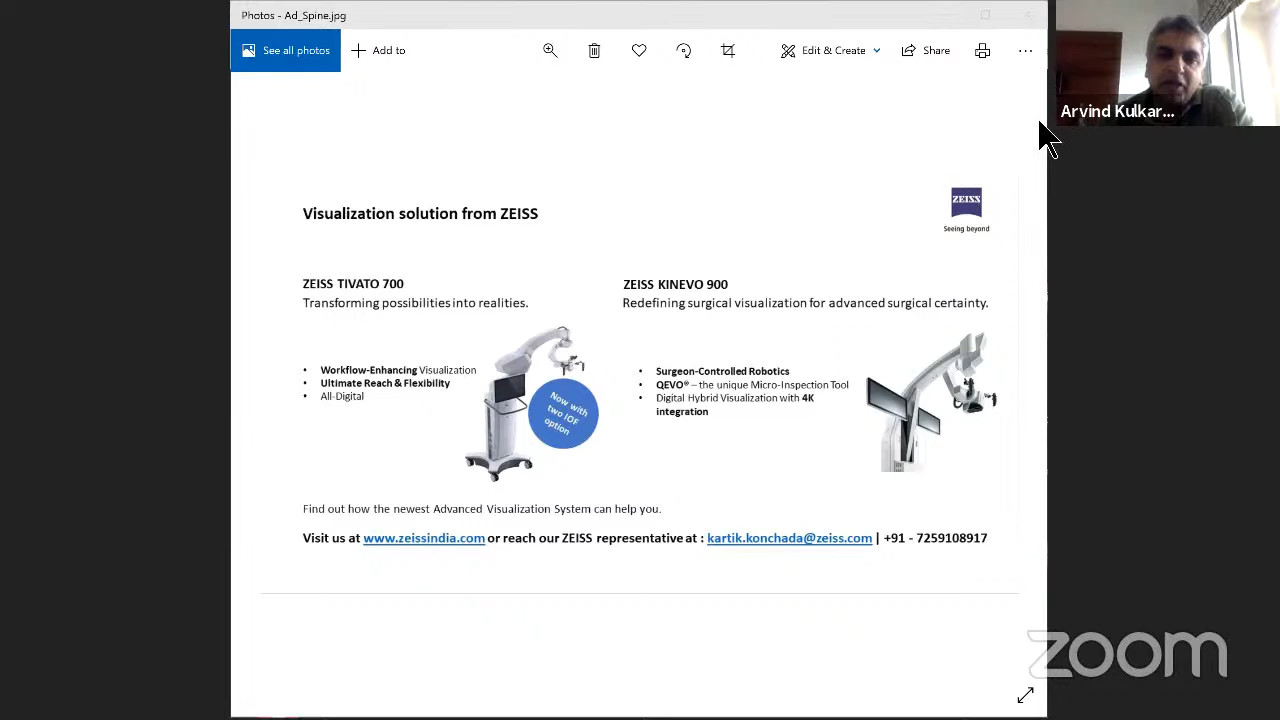 Photos - Ad_Spine.jpg
See all photos
Add to
Edit & Create
Share
Arvind Kulkar...
Visualization solution from ZEISS
ZEISS
Seeing beyond
ZEISS TIVATO 700
Transforming possibilities into realities.
Workflow-Enhancing Visualization
Ultimate Reach & Flexibility
All-Digital
Now with
two IOF
option
ZEISS KINEVO 900
Redefining surgical visualization for advanced surgical certainty.
Surgeon-Controlled Robotics
QEVO® – the unique Micro-Inspection Tool
Digital Hybrid Visualization with 4K
integration
Find out how the newest Advanced Visualization System can help you.
Visit us at www.zeissindia.com or reach our ZEISS representative at : kartik.konchada@zeiss.com | +91 - 7259108917
zoom